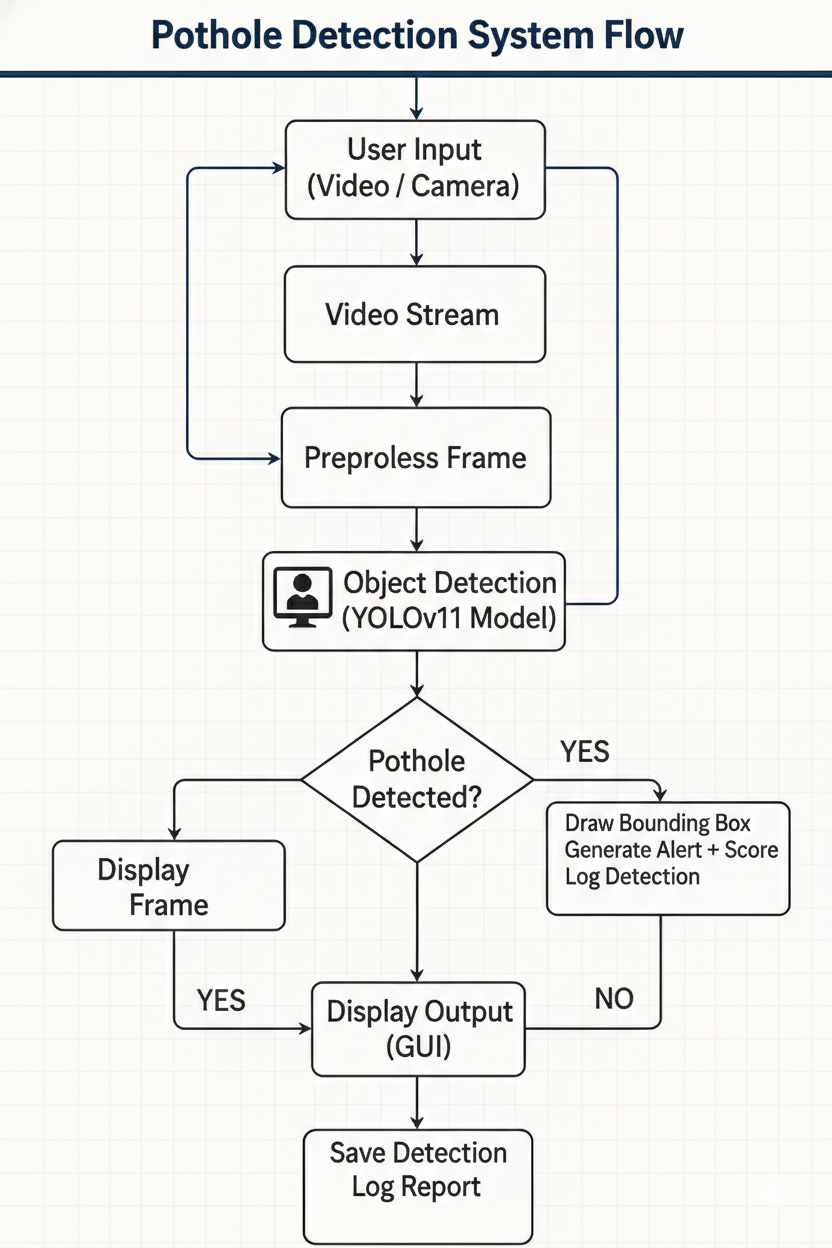 Pothole Detection System Flow
User Input
(Video / Camera)
Video Stream
Preproless Frame
Object Detection
(YOLOv11 Model)
Pothole
Detected?
YES
Draw Bounding Box
Generate Alert + Score
Log Detection
Display
Frame
YES
NO
Display Output
(GUI)
Save Detection
Log Report